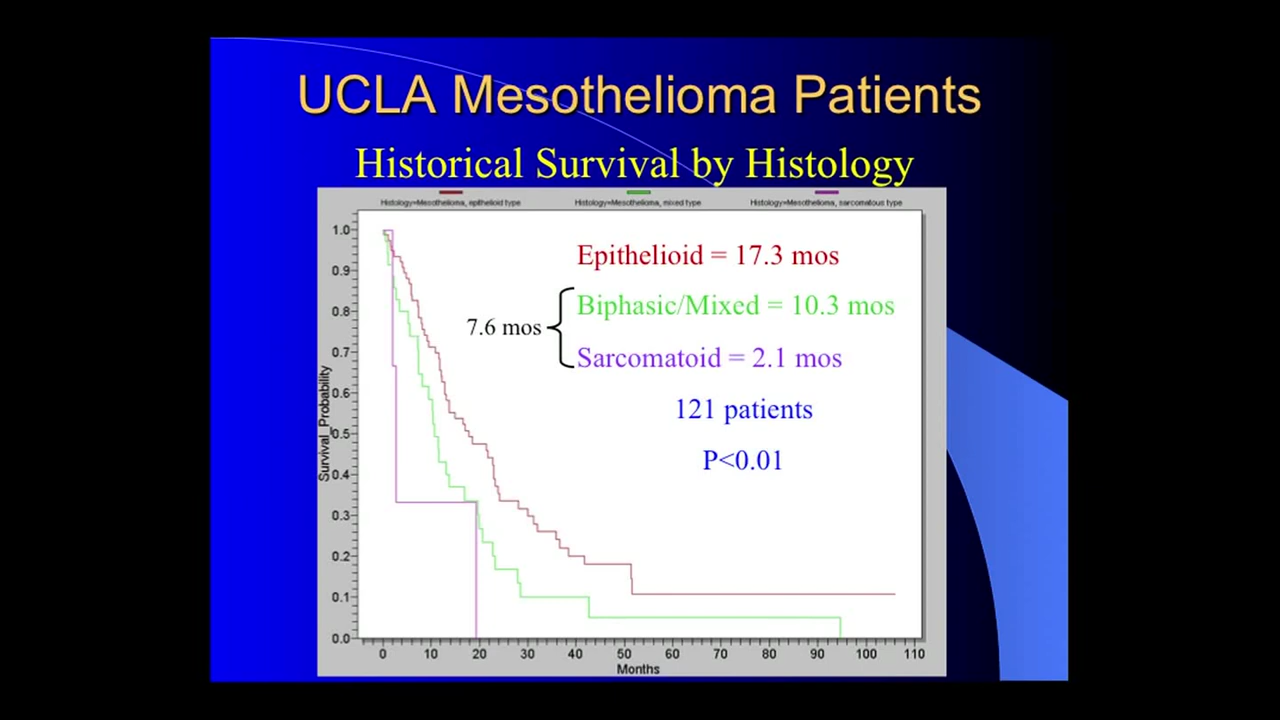 UCLA Mesothelioma Patients
Historical Survival by Histology
Histology=Mesothelioma, epithelioid type
Histology=Mesothelioma, mixed type
Histology=Mesothelioma, sarcomatous type
Epithelioid = 17.3 mos
Biphasic/Mixed = 10.3 mos
7.6 mos
Sarcomatoid = 2.1 mos
121 patients
P<0.01
Survival_Probability
1.0
0.9
0.8
0.7
0.6
0.5
0.4
0.3
0.2
0.1
0.0
0 10 20 30 40 50 60 70 80 90 100 110
Months